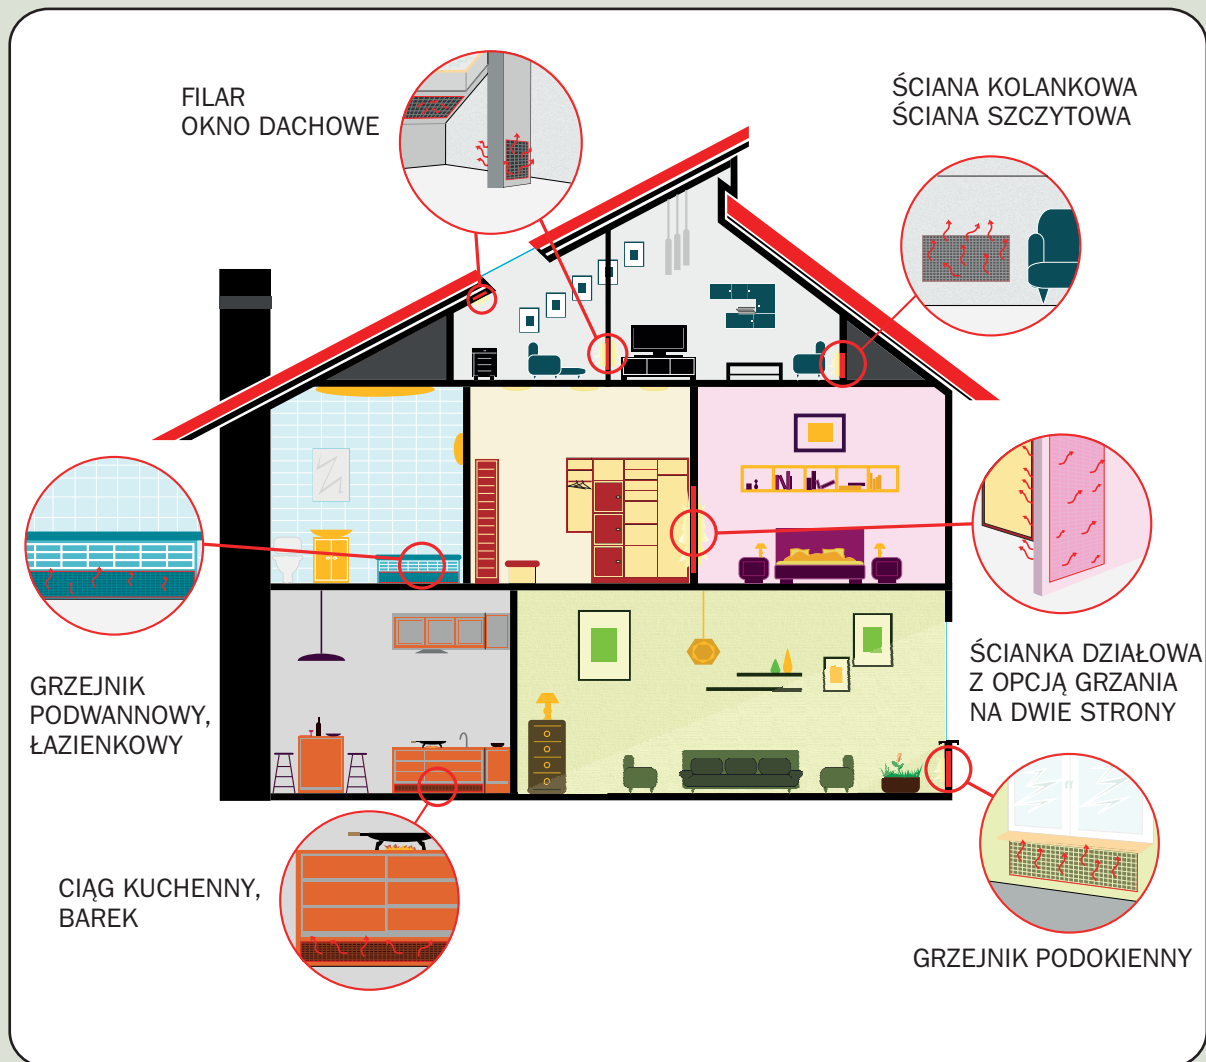 FILAR
OKNO DACHOWE
ŚCIANA KOLANKOWA
ŚCIANA SZCZYTOWA
GRZEJNIK
PODWANNOWY,
ŁAZIENKOWY
ŚCIANKA DZIAŁOWA
Z OPCJĄ GRZANIA
NA DWIE STRONY
CIĄG KUCHENNY,
BAREK
GRZEJNIK PODOKIENNY